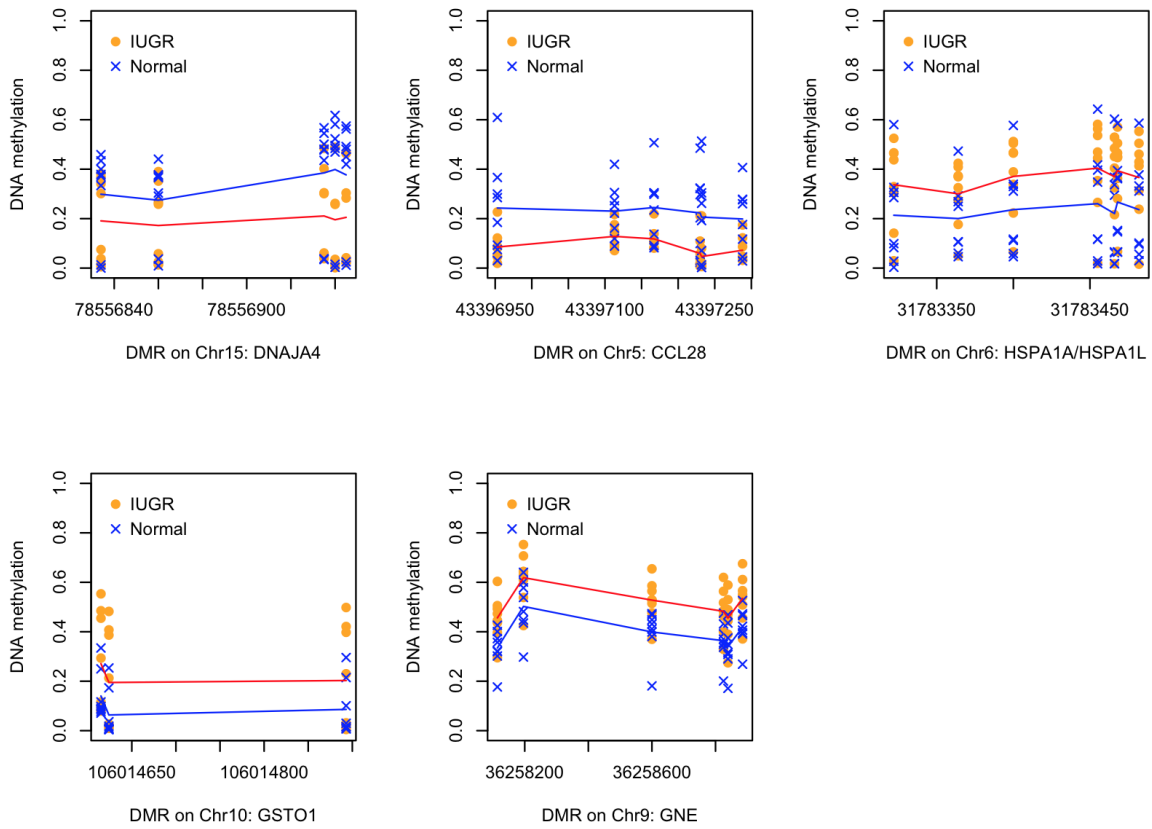 DNA methylation
0.0 0.2 0.4 0.6 0.8 1.0
IUGR
Normal
78556840 78556900
DMR on Chr15: DNAJA4
DNA methylation
0.0 0.2 0.4 0.6 0.8 1.0
IUGR
Normal
43396950 43397100 43397250
DMR on Chr5: CCL28
DNA methylation
0.0 0.2 0.4 0.6 0.8 1.0
IUGR
Normal
31783350 31783450
DMR on Chr6: HSPA1A/HSPA1L
DNA methylation
0.0 0.2 0.4 0.6 0.8 1.0
IUGR
Normal
106014650 106014800
DMR on Chr10: GSTO1
DNA methylation
0.0 0.2 0.4 0.6 0.8 1.0
IUGR
Normal
36258200 36258600
DMR on Chr9: GNE